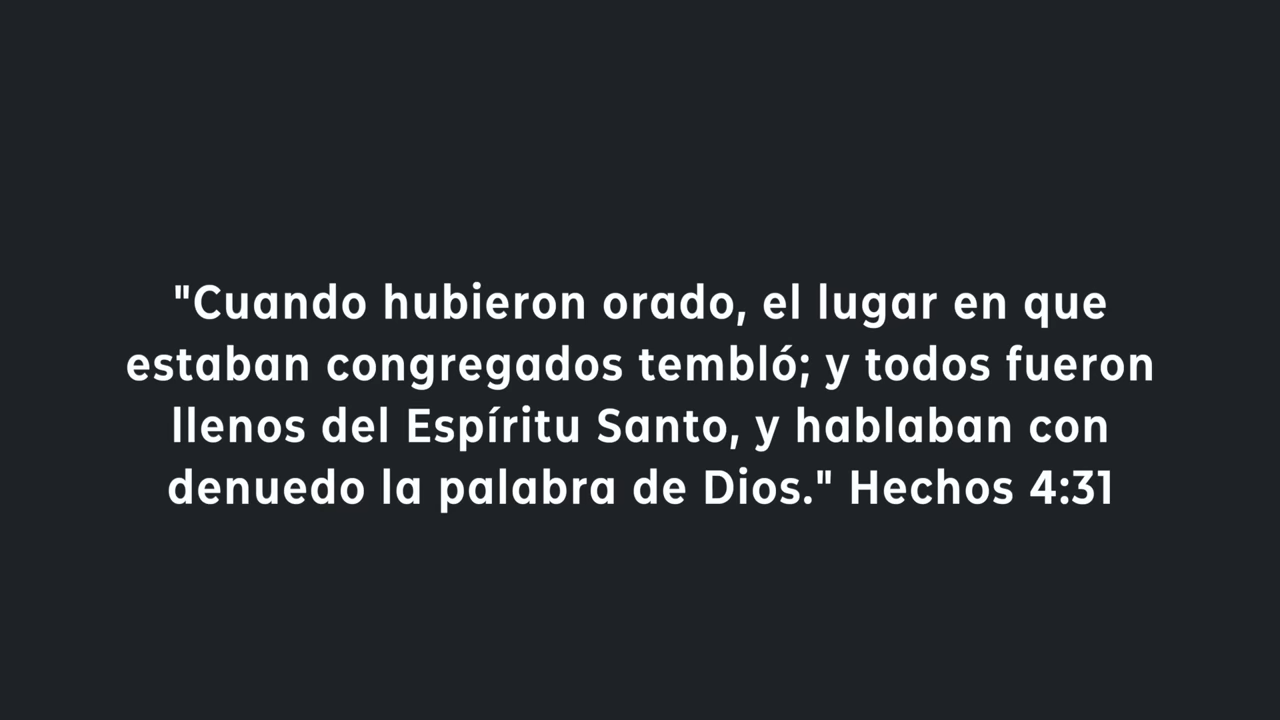 "Cuando hubieron orado, el lugar en que
estaban congregados tembló; y todos fueron
llenos del Espíritu Santo, y hablaban con
denuedo la palabra de Dios." Hechos 4:31